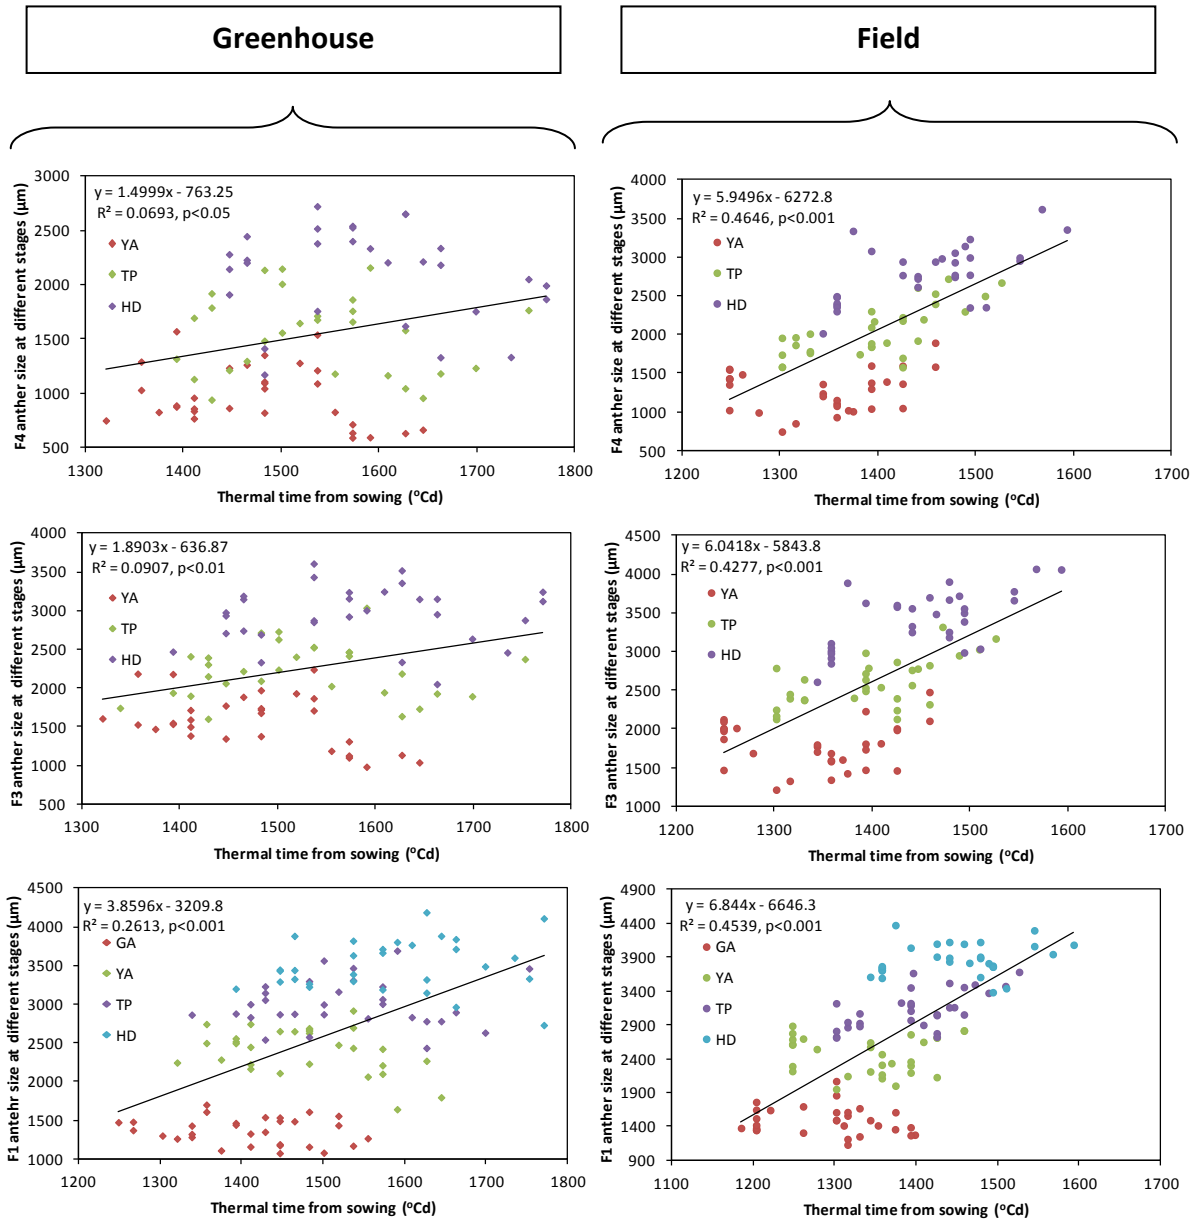 Greenhouse
Field
F4 anther size at different stages (µm)
3000
2500
2000
1500
1000
500
y = 1.4999x - 763.25
R² = 0.0693, p<0.05
YA
TP
HD
1300 1400 1500 1600 1700 1800
Thermal time from sowing (°Cd)
F4 anther size at different stages (µm)
4000
3500
3000
2500
2000
1500
1000
500
y = 5.9496x - 6272.8
R² = 0.4646, p<0.001
YA
TP
HD
1200 1300 1400 1500 1600 1700
Thermal time from sowing (°Cd)
F3 anther size at different stages (µm)
4000
3500
3000
2500
2000
1500
1000
500
y = 1.8903x - 636.87
R² = 0.0907, p<0.01
YA
TP
HD
1300 1400 1500 1600 1700 1800
Thermal time from sowing (°Cd)
F3 anther size at different stages (µm)
4500
4000
3500
3000
2500
2000
1500
1000
y = 6.0418x - 5843.8
R² = 0.4277, p<0.001
YA
TP
HD
1200 1300 1400 1500 1600 1700
Thermal time from sowing (°Cd)
F1 antehr size at different stages (µm)
4500
4000
3500
3000
2500
2000
1500
1000
y = 3.8596x - 3209.8
R² = 0.2613, p<0.001
GA
YA
TP
HD
1200 1300 1400 1500 1600 1700 1800
Thermal time from sowing (°Cd)
F1 anther size at different stages (µm)
4900
4400
3900
3400
2900
2400
1900
1400
900
y = 6.844x - 6646.3
R² = 0.4539, p<0.001
GA
YA
TP
HD
1100 1200 1300 1400 1500 1600 1700
Thermal time from sowing (°Cd)